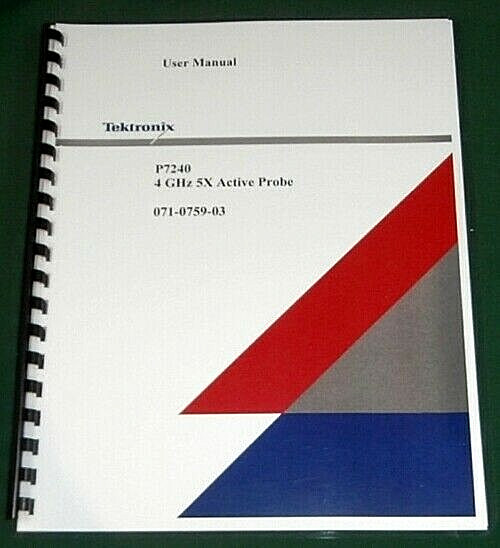 User Manual
Tektronix
P7240
4 GHz 5X Active Probe
071-0759-03